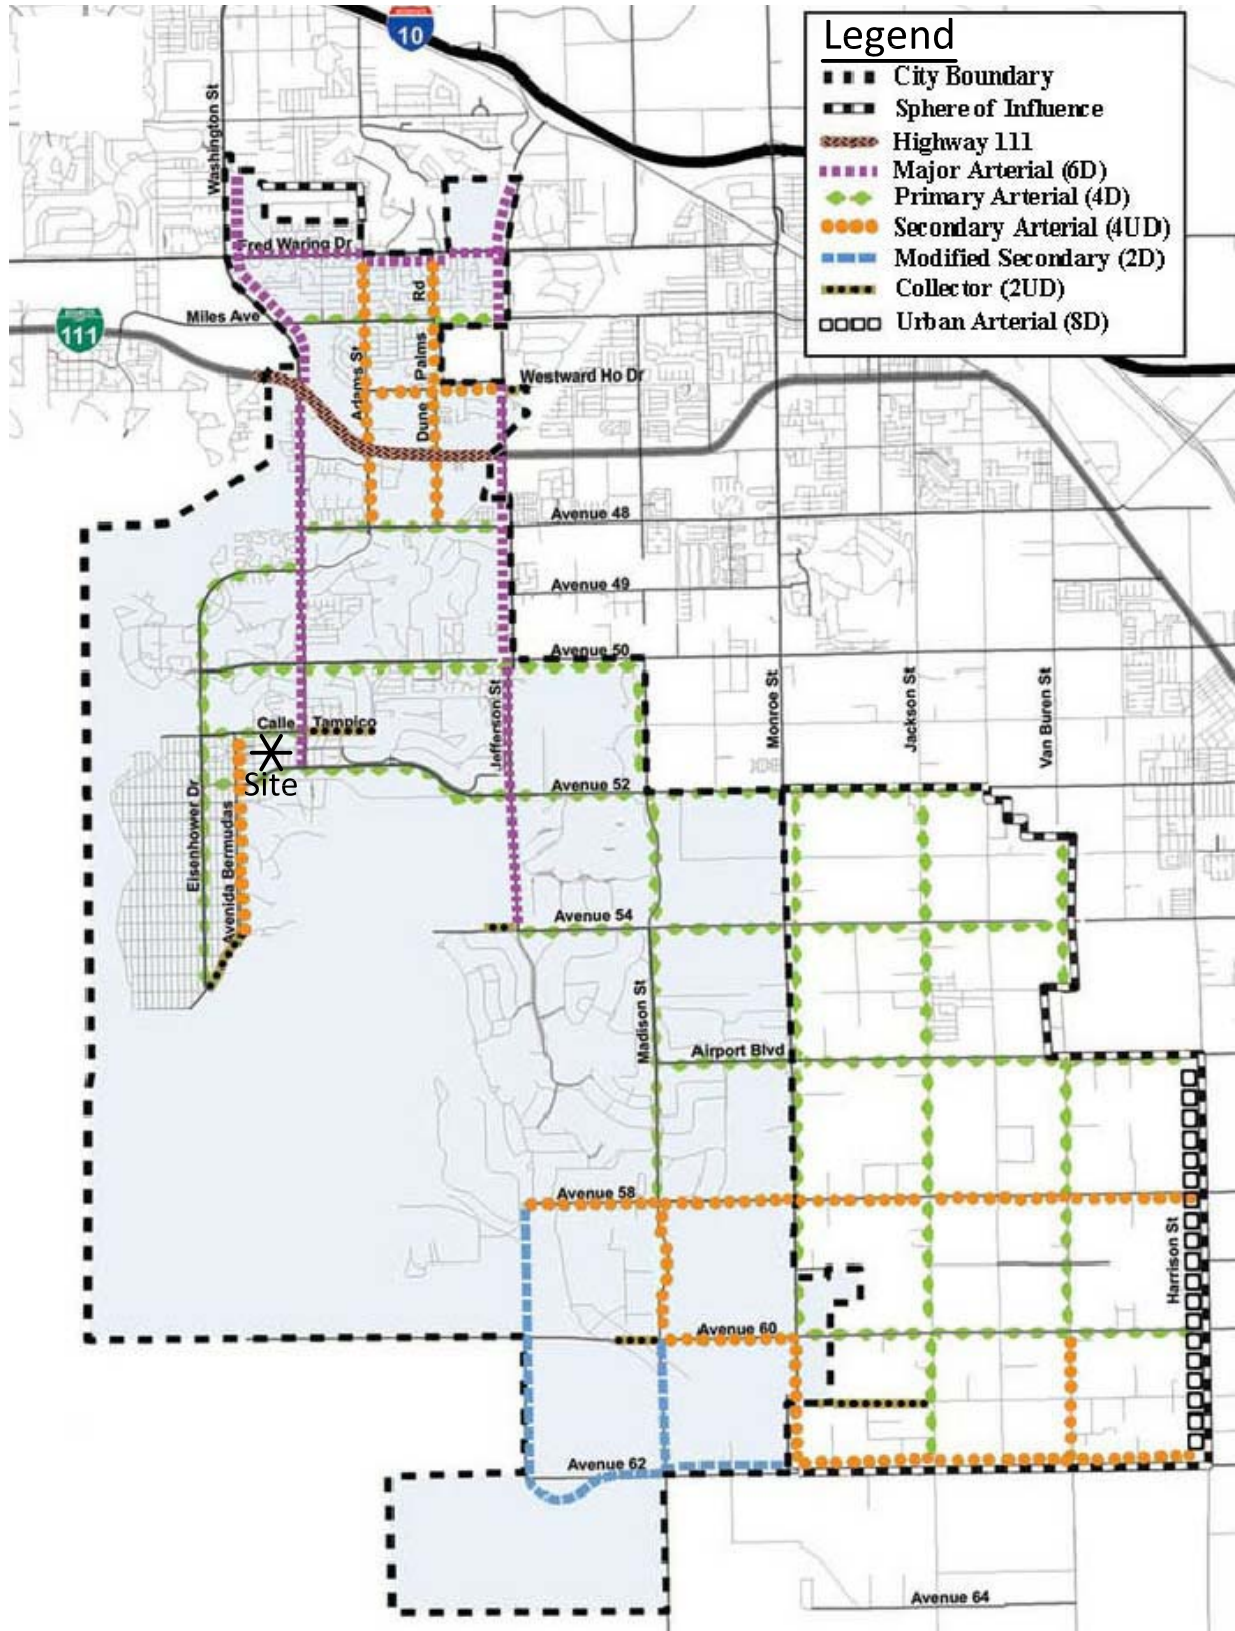 10
Legend
City Boundary
Sphere of Influence
Highway 111
Major Arterial (6D)
Primary Arterial (4D)
Secondary Arterial (4UD)
Modified Secondary (2D)
Collector (2UD)
Urban Arterial (8D)
Washington St
Fred Waring Dr
Rd
Miles Ave
111
Adams St
Palms
Dune
Westward Ho Dr
Avenue 48
Avenue 49
Avenue 50
Jefferson St
Monroe St
Jackson St
Van Buren St
Calle Tampico
Site
Avenue 52
Eisenhower Dr
Avenida Bermudas
Avenue 54
Madison St
Airport Blvd
Avenue 58
Harrison St
Avenue 60
Avenue 62
Avenue 64